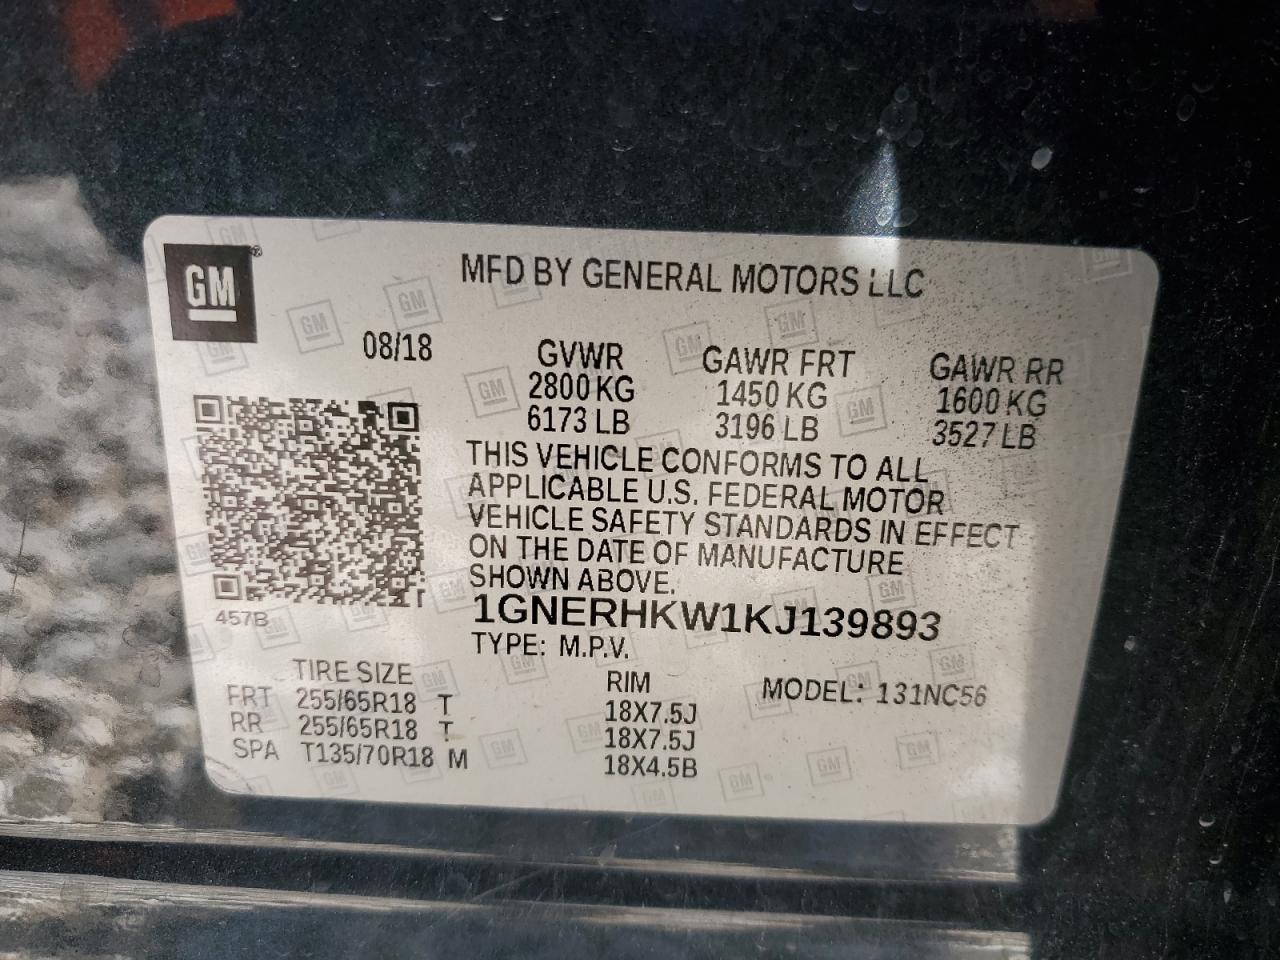 GM®
MFD BY GENERAL MOTORS LLC
08/18
GVWR GAWR FRT GAWR RR
2800 KG 1450 KG 1600 KG
6173 LB 3196 LB 3527 LB
THIS VEHICLE CONFORMS TO ALL
APPLICABLE U.S. FEDERAL MOTOR
VEHICLE SAFETY STANDARDS IN EFFECT
ON THE DATE OF MANUFACTURE
SHOWN ABOVE.
457B
1GNERHKW1KJ139893
TYPE: M.P.V.
TIRE SIZE RIM MODEL: 131NC56
FRT 255/65R18 T 18X7.5J
RR 255/65R18 T 18X7.5J
SPA T135/70R18 M 18X4.5B